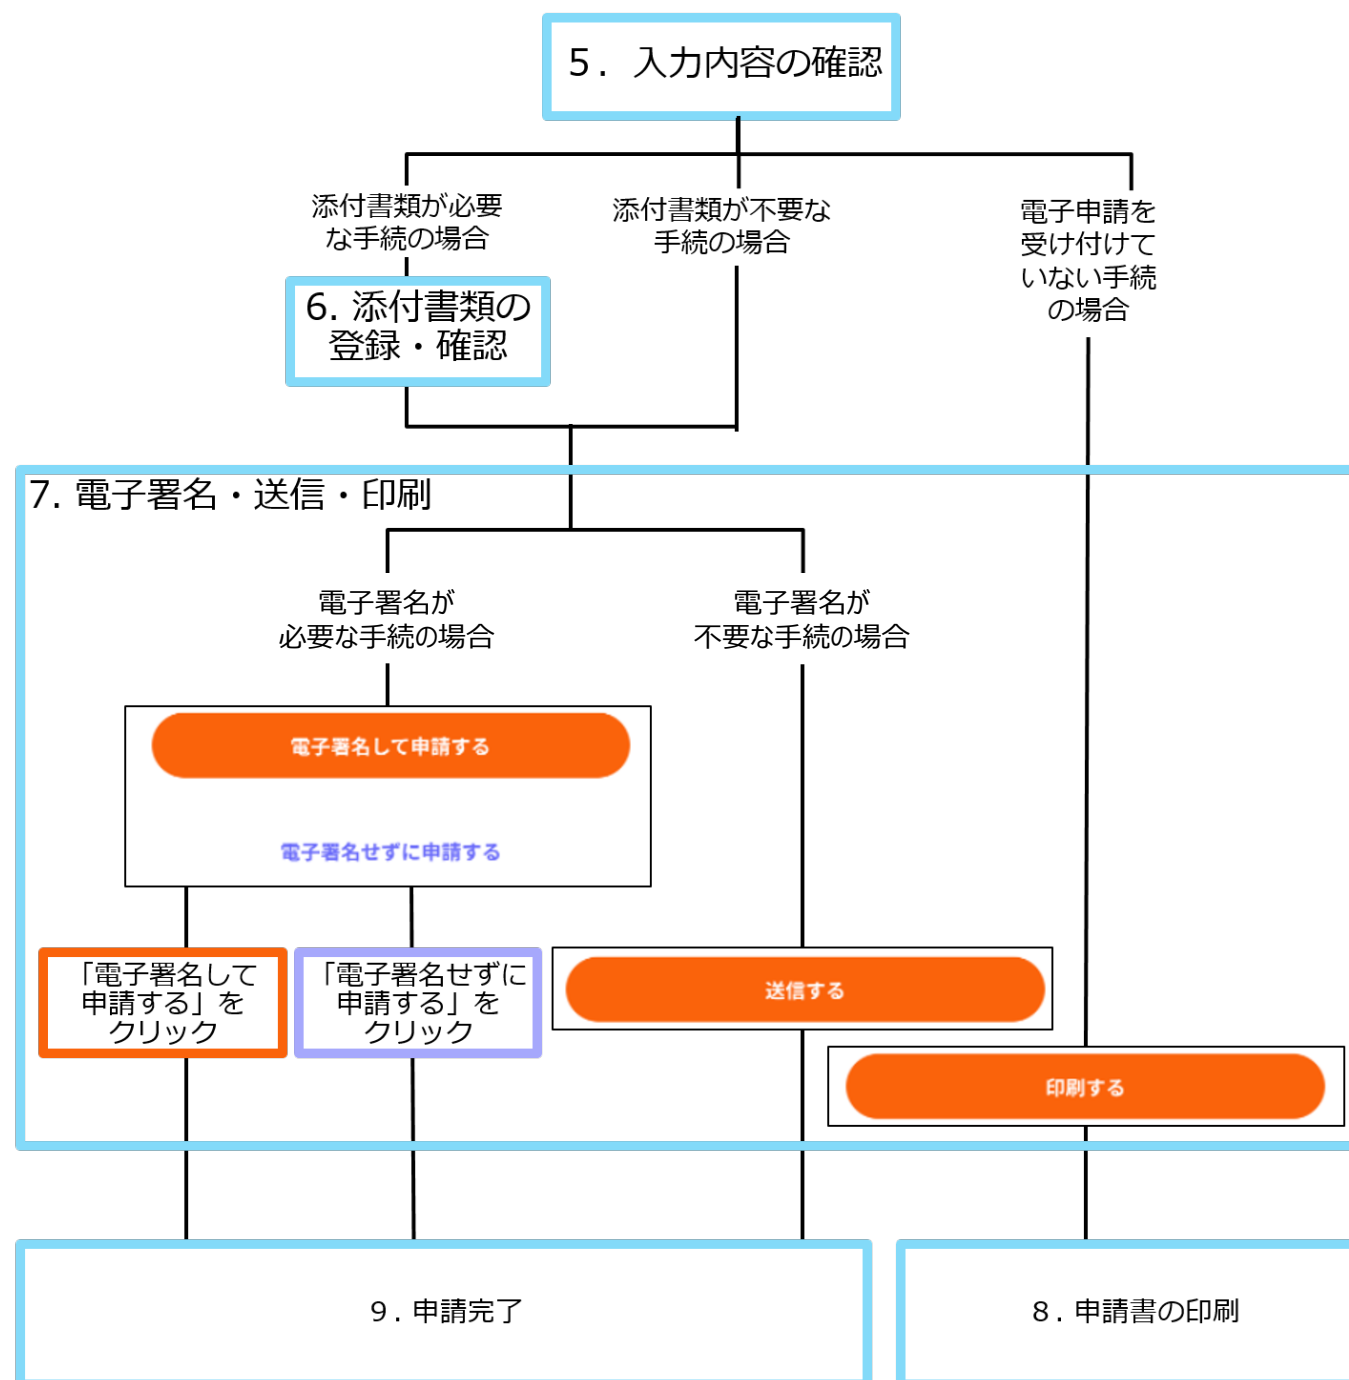 5．入力内容の確認
添付書類が必要
な手続の場合
添付書類が不要な
手続の場合
電子申請を
受け付けて
いない手続
の場合
6. 添付書類の
登録・確認
7. 電子署名・送信・印刷
電子署名が
必要な手続の場合
電子署名が
不要な手続の場合
電子署名して申請する
電子署名せずに申請する
「電子署名して
申請する」を
クリック
「電子署名せずに
申請する」を
クリック
送信する
印刷する
９. 申請完了
８. 申請書の印刷